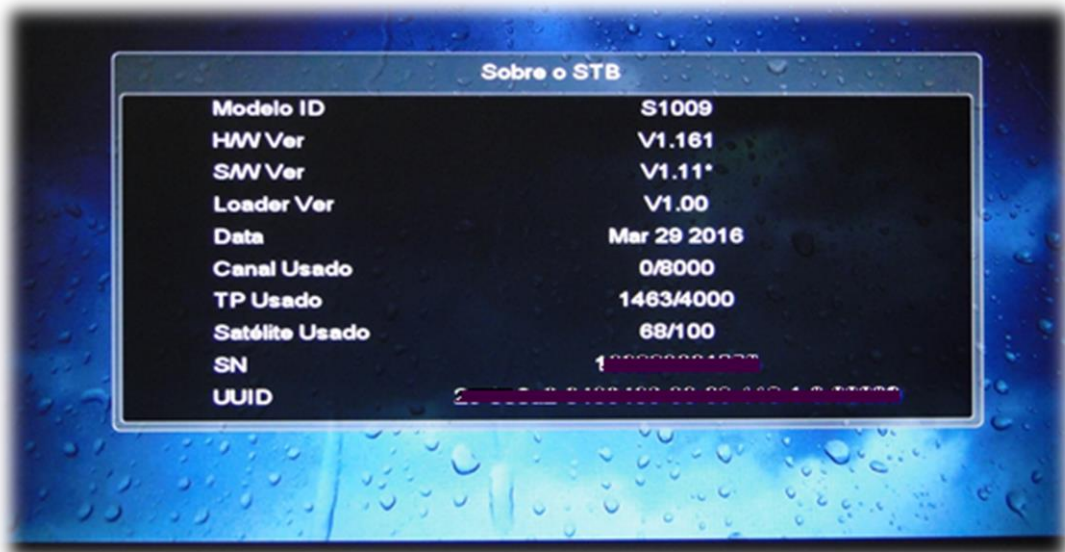 Sobre o STB
Modelo ID S1009
H/W Ver V1.161
S/W Ver V1.11*
Loader Ver V1.00
Data Mar 29 2016
Canal Usado 0/8000
TP Usado 1463/4000
Satélite Usado 68/100
SN
UUID